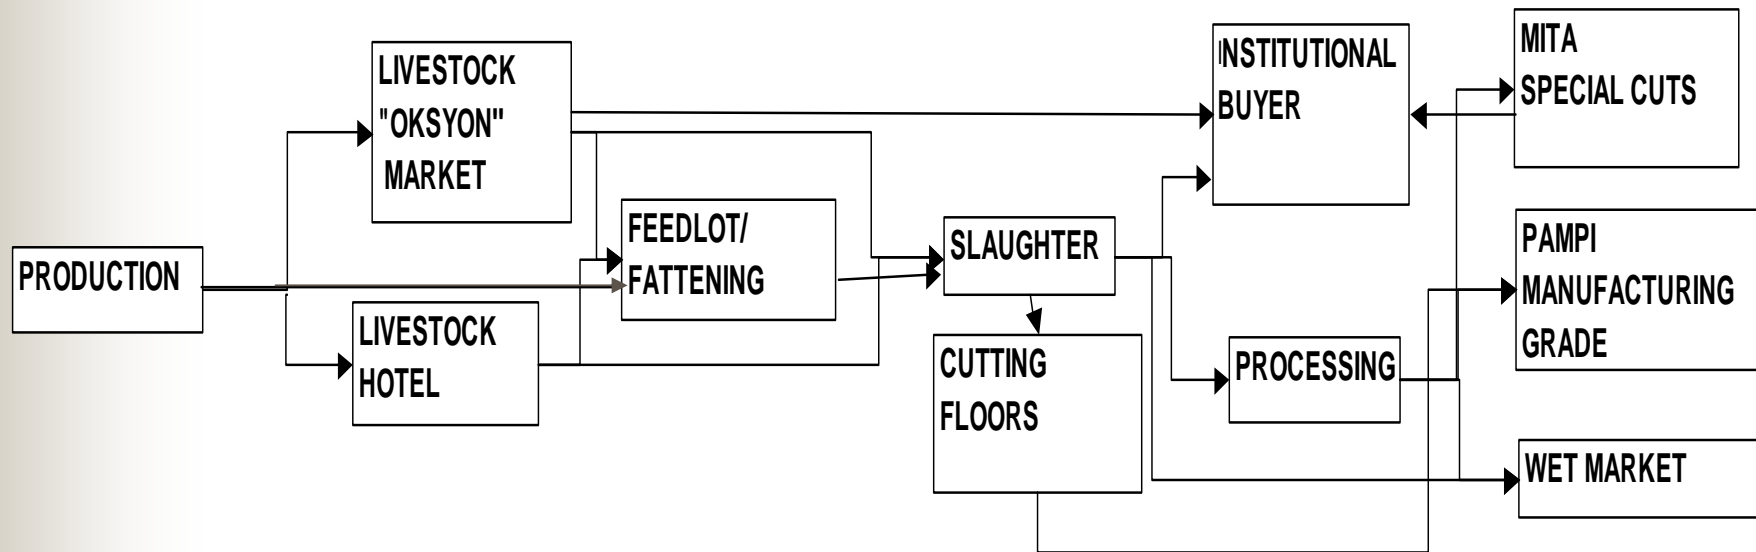 PRODUCTION
LIVESTOCK
"OKSYON"
MARKET
LIVESTOCK
HOTEL
FEEDLOT/
FATTENING
SLAUGHTER
CUTTING
FLOORS
INSTITUTIONAL
BUYER
PROCESSING
MITA
SPECIAL CUTS
PAMPI
MANUFACTURING
GRADE
WET MARKET